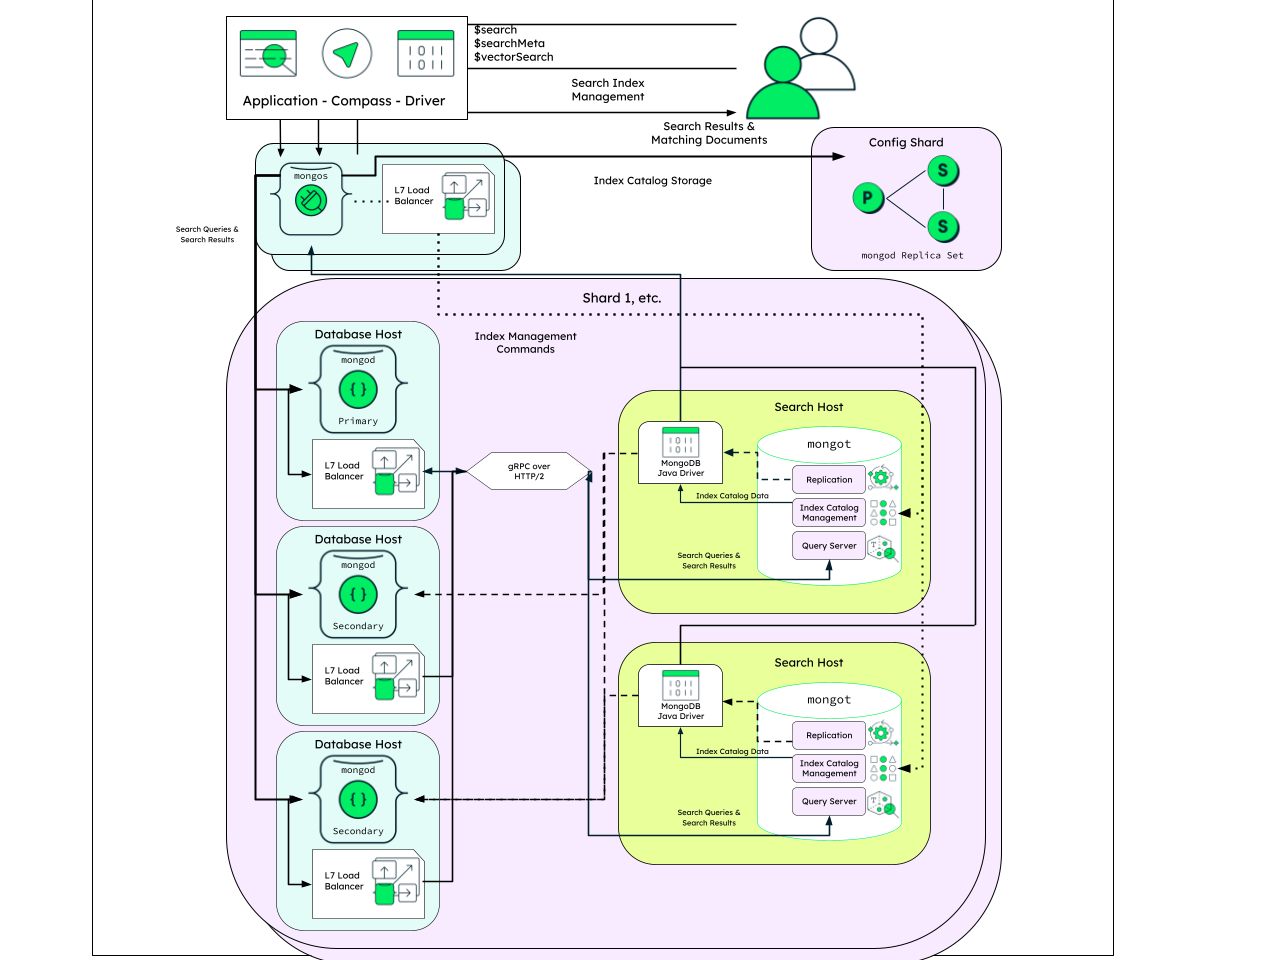 $search
$searchMeta
$vectorSearch
Application - Compass - Driver
Search Index
Management
Search Results &
Matching Documents
Config Shard
P
S
S
mongod Replica Set
mongos
L7 Load
Balancer
Index Catalog Storage
Search Queries &
Search Results
Shard 1, etc.
Index Management
Commands
Database Host
mongod
{ }
Primary
L7 Load
Balancer
gRPC over
HTTP/2
Database Host
mongod
{ }
Secondary
L7 Load
Balancer
Database Host
mongod
{ }
Secondary
L7 Load
Balancer
Search Host
MongoDB
Java Driver
mongot
Replication
Index Catalog Data
Index Catalog
Management
Query Server
Search Queries &
Search Results
Search Host
MongoDB
Java Driver
mongot
Replication
Index Catalog Data
Index Catalog
Management
Query Server
Search Queries &
Search Results